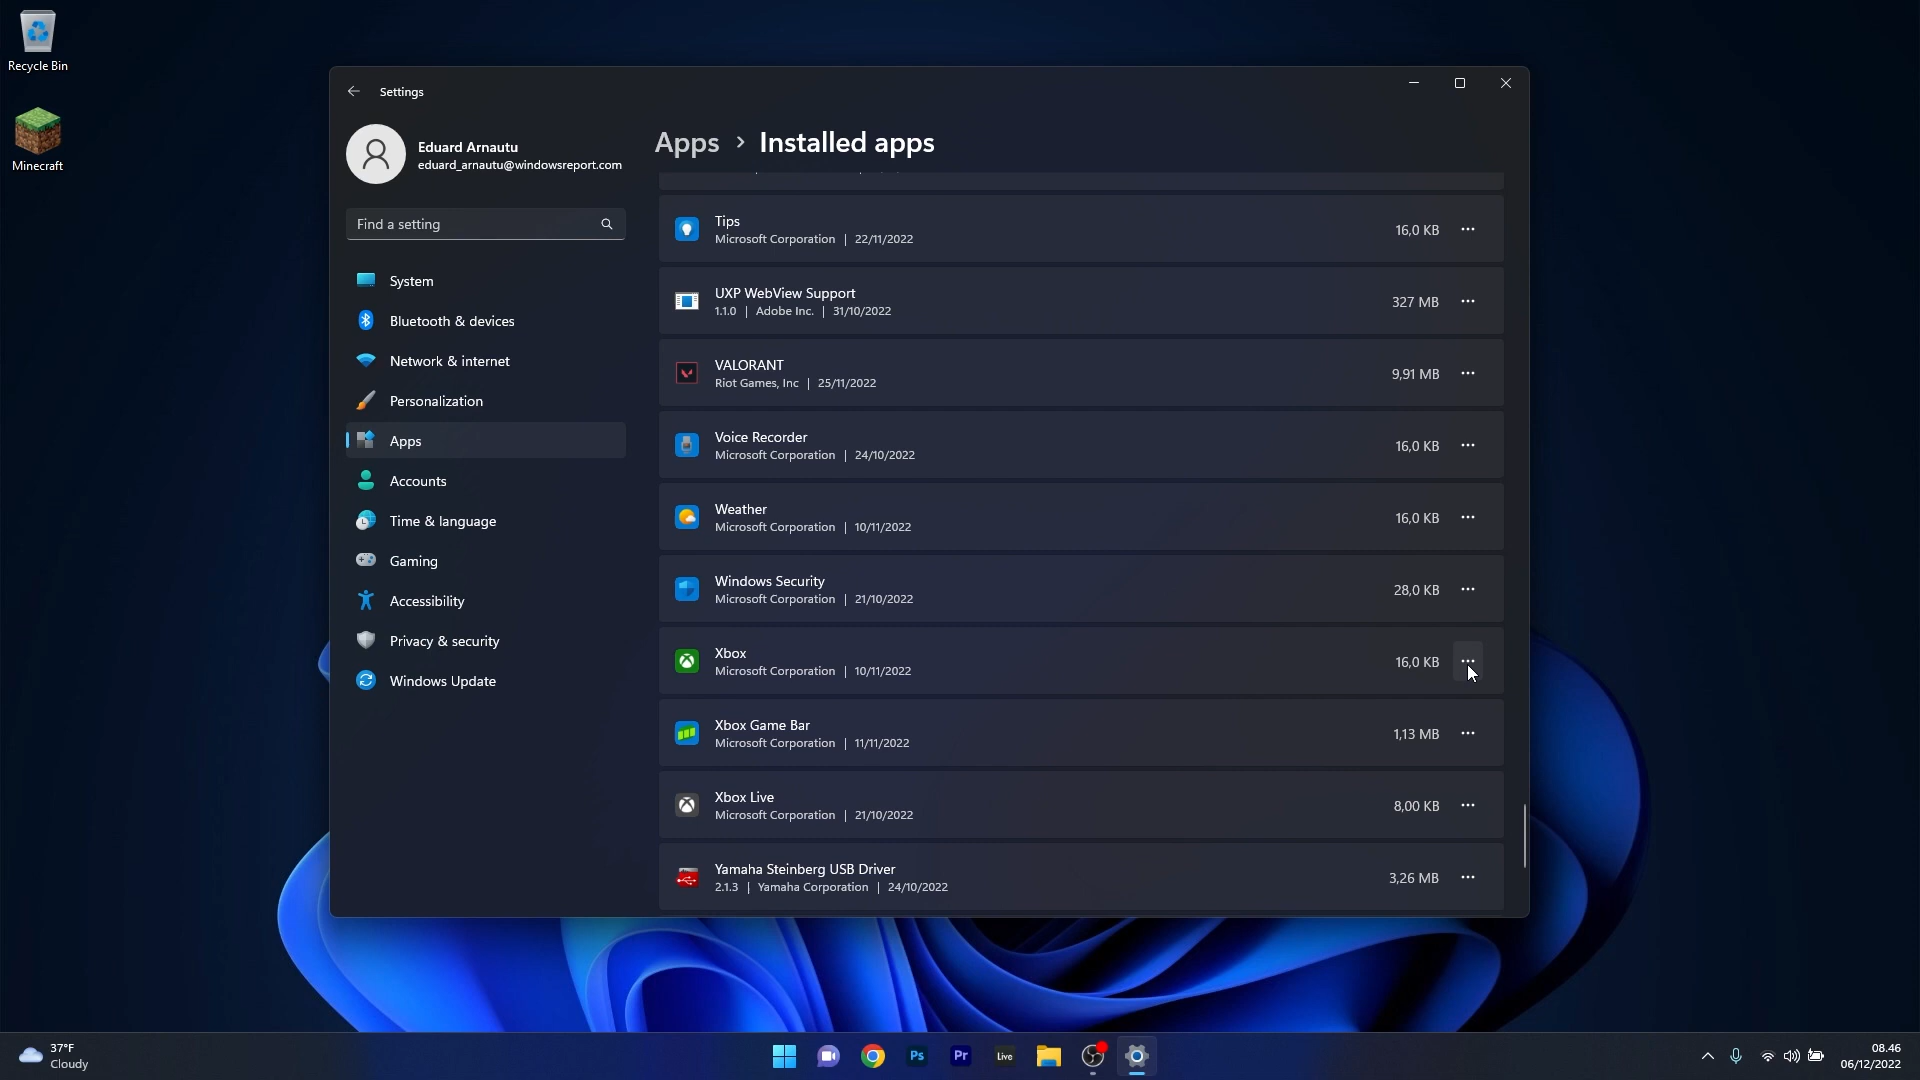 Recycle Bin
Minecraft
Settings
Eduard Arnautu
eduard_arnautu@windowsreport.com
Find a setting
System
Bluetooth & devices
Network & internet
Personalization
Apps
Accounts
Time & language
Gaming
Accessibility
Privacy & security
Windows Update
Apps › Installed apps
Tips
Microsoft Corporation | 22/11/2022
16,0 KB
UXP WebView Support
1.1.0 | Adobe Inc. | 31/10/2022
327 MB
VALORANT
Riot Games, Inc | 25/11/2022
9,91 MB
Voice Recorder
Microsoft Corporation | 24/10/2022
16,0 KB
Weather
Microsoft Corporation | 10/11/2022
16,0 KB
Windows Security
Microsoft Corporation | 21/10/2022
28,0 KB
Xbox
Microsoft Corporation | 10/11/2022
16,0 KB
Xbox Game Bar
Microsoft Corporation | 11/11/2022
1,13 MB
Xbox Live
Microsoft Corporation | 21/10/2022
8,00 KB
Yamaha Steinberg USB Driver
2.1.3 | Yamaha Corporation | 24/10/2022
3,26 MB
37°F
Cloudy
Ps
Pr
Live
08.46
06/12/2022